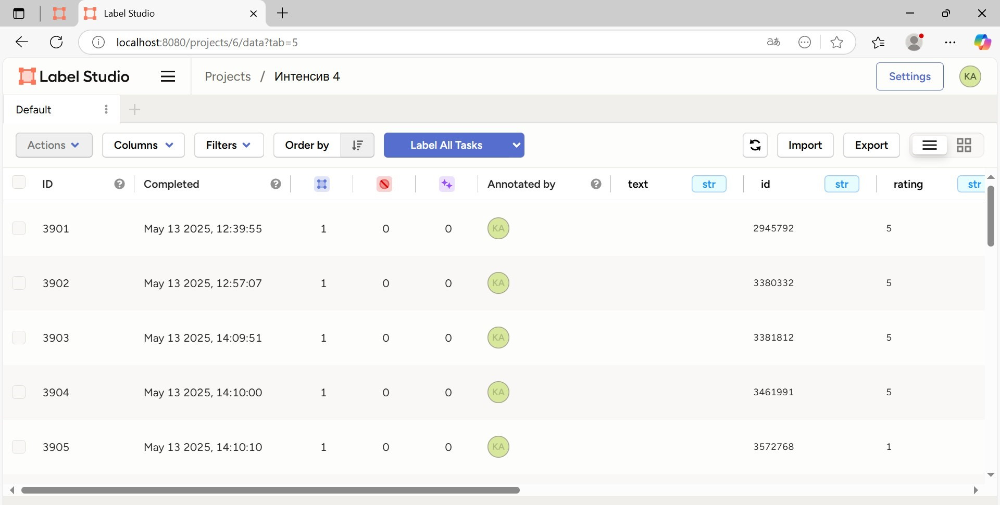 Label Studio
localhost:8080/projects/6/data?tab=5
aあ
Label Studio
Projects / Интенсив 4
Settings
KA
Default
Actions
Columns
Filters
Order by
Label All Tasks
Import
Export
ID ? Completed ? Annotated by ? text str id str rating str
3901 May 13 2025, 12:39:55 1 0 0 KA 2945792 5
3902 May 13 2025, 12:57:07 1 0 0 KA 3380332 5
3903 May 13 2025, 14:09:51 1 0 0 KA 3381812 5
3904 May 13 2025, 14:10:00 1 0 0 KA 3461991 5
3905 May 13 2025, 14:10:10 1 0 0 KA 3572768 1